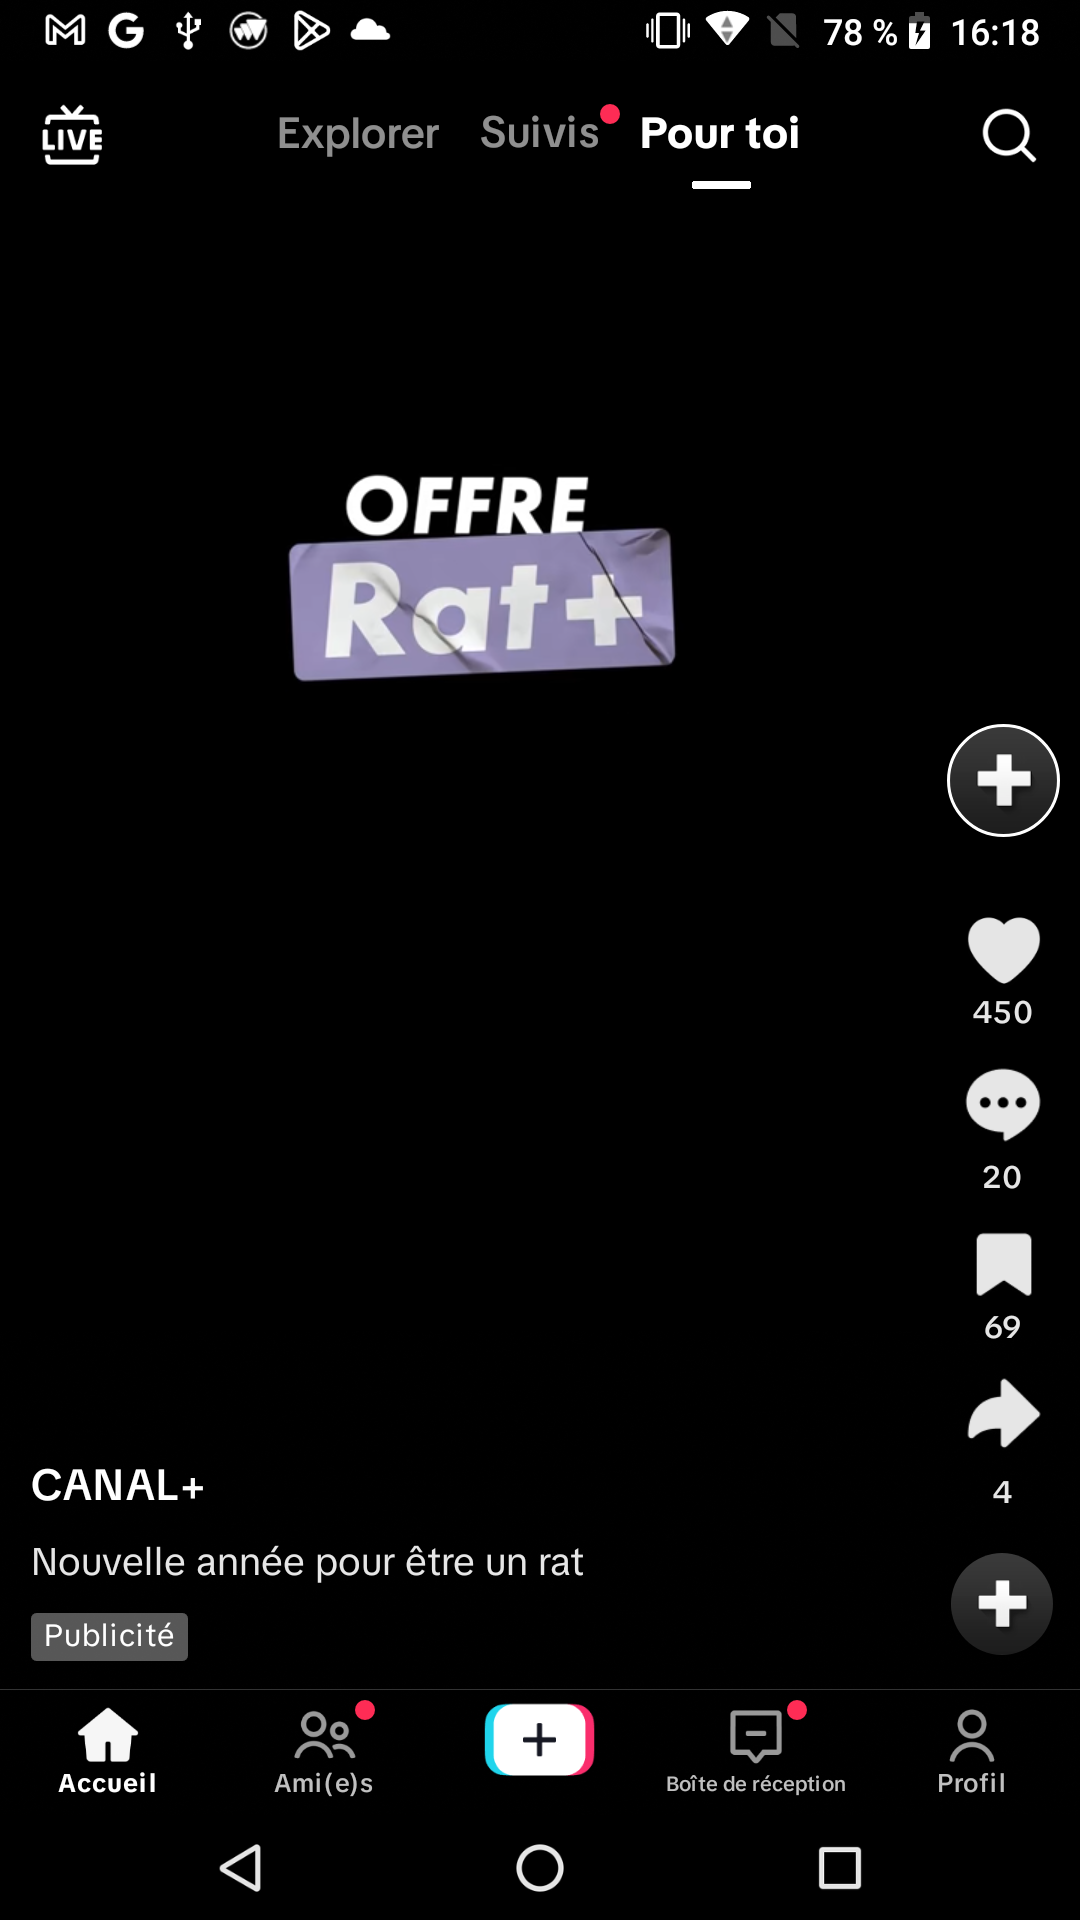 78 % 16:18
LIVE Explorer Suivis Pour toi
OFFRE
Rat+
450
20
69
4
CANAL+
Nouvelle année pour être un rat
Publicité
Accueil Ami(e)s Boîte de réception Profil